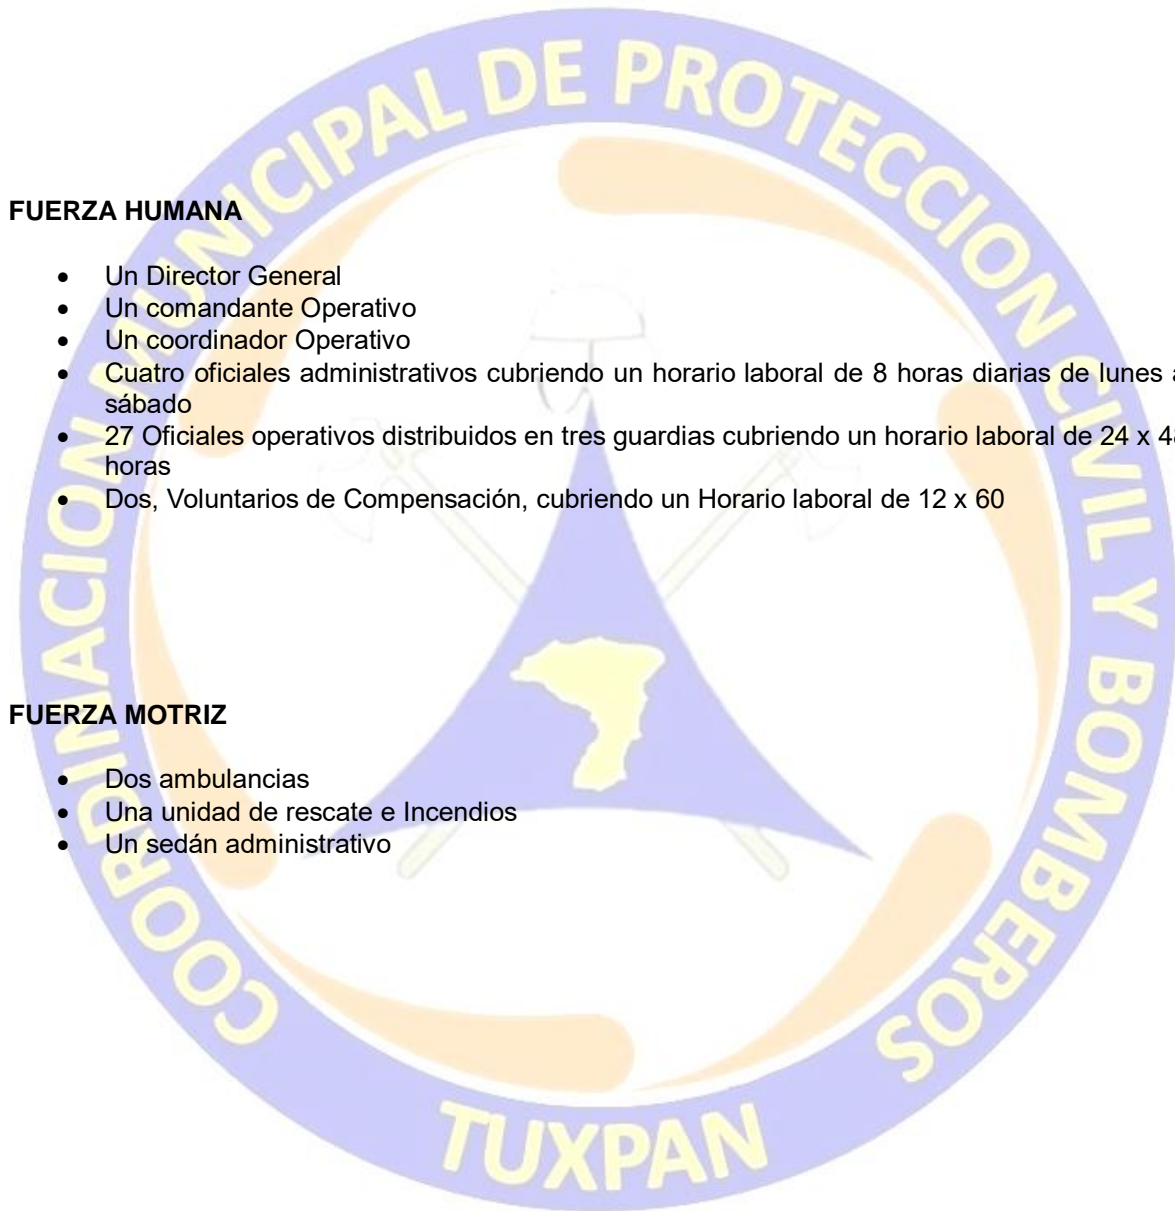 COORDINACION MUNICIPAL DE PROTECCION CIVIL Y BOMBEROS
TUXPAN
FUERZA HUMANA
• Un Director General
• Un comandante Operativo
• Un coordinador Operativo
• Cuatro oficiales administrativos cubriendo un horario laboral de 8 horas diarias de lunes a
sábado
• 27 Oficiales operativos distribuidos en tres guardias cubriendo un horario laboral de 24 x 48
horas
• Dos, Voluntarios de Compensación, cubriendo un Horario laboral de 12 x 60
FUERZA MOTRIZ
• Dos ambulancias
• Una unidad de rescate e Incendios
• Un sedán administrativo